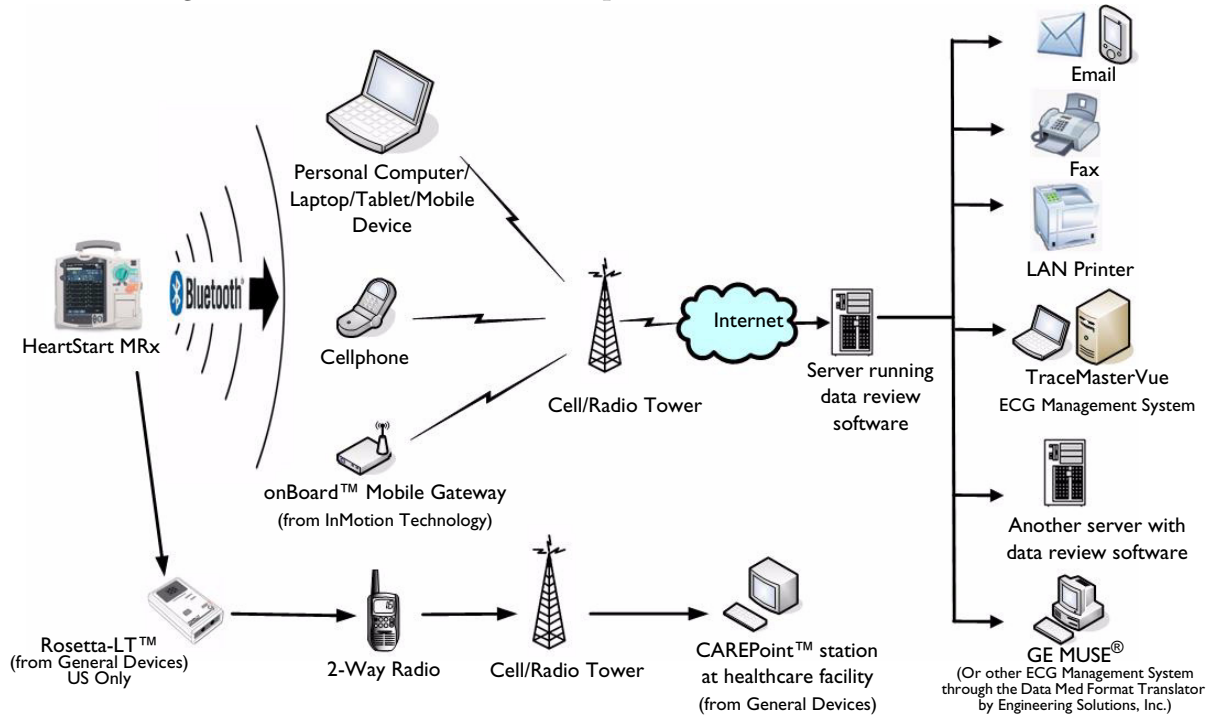 Email
Fax
LAN Printer
Personal Computer/
Laptop/Tablet/Mobile
Device
Bluetooth®
HeartStart MRx
Cellphone
Cell/Radio Tower
Internet
Server running
data review
software
TraceMasterVue
ECG Management System
onBoard™ Mobile Gateway
(from InMotion Technology)
Another server with
data review software
Rosetta-LT™
(from General Devices)
US Only
2-Way Radio
Cell/Radio Tower
CAREPoint™ station
at healthcare facility
(from General Devices)
GE MUSE®
(Or other ECG Management System
through the Data Med Format Translator
by Engineering Solutions, Inc.)